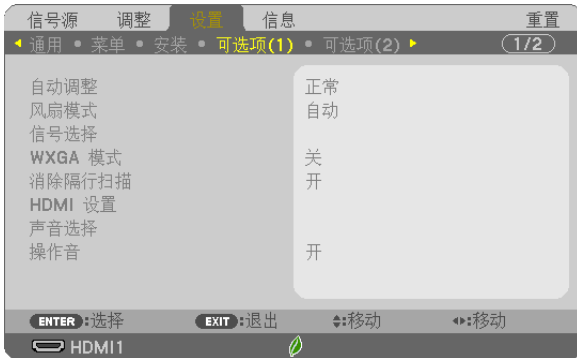 信号源 调整 设置 信息 重置
通用 • 菜单 • 安装 • 可选项(1) • 可选项(2) 1/2
自动调整 正常
风扇模式 自动
信号选择
WXGA 模式 关
消除隔行扫描 开
HDMI 设置
声音选择
操作音 开
ENTER :选择 EXIT :退出 :移动 :移动
HDMI1